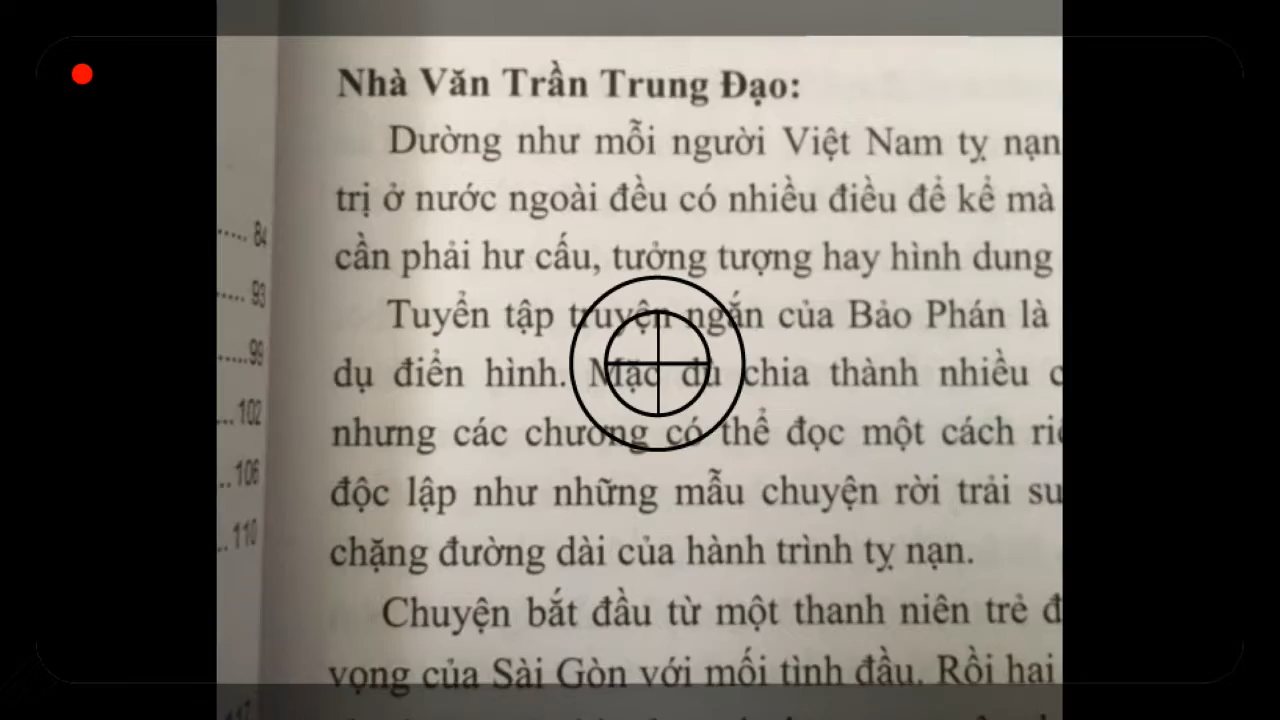 Nhà Văn Trần Trung Đạo:
Dường như mỗi người Việt Nam tỵ nạn
trị ở nước ngoài đều có nhiều điều để kể mà
cần phải hư cấu, tưởng tượng hay hình dung
Tuyển tập truyện ngắn của Bảo Phán là
dụ điển hình. Mặc dù chia thành nhiều
nhưng các chương có thể đọc một cách
độc lập như những mẫu chuyện rời trải
chặng đường dài của hành trình tỵ nạn.
Chuyện bắt đầu từ một thanh niên trẻ
vọng của Sài Gòn với mối tình đầu. Rồi hai
..... 84
..... 93
.....99
... 102
.. 106
.. 110
117